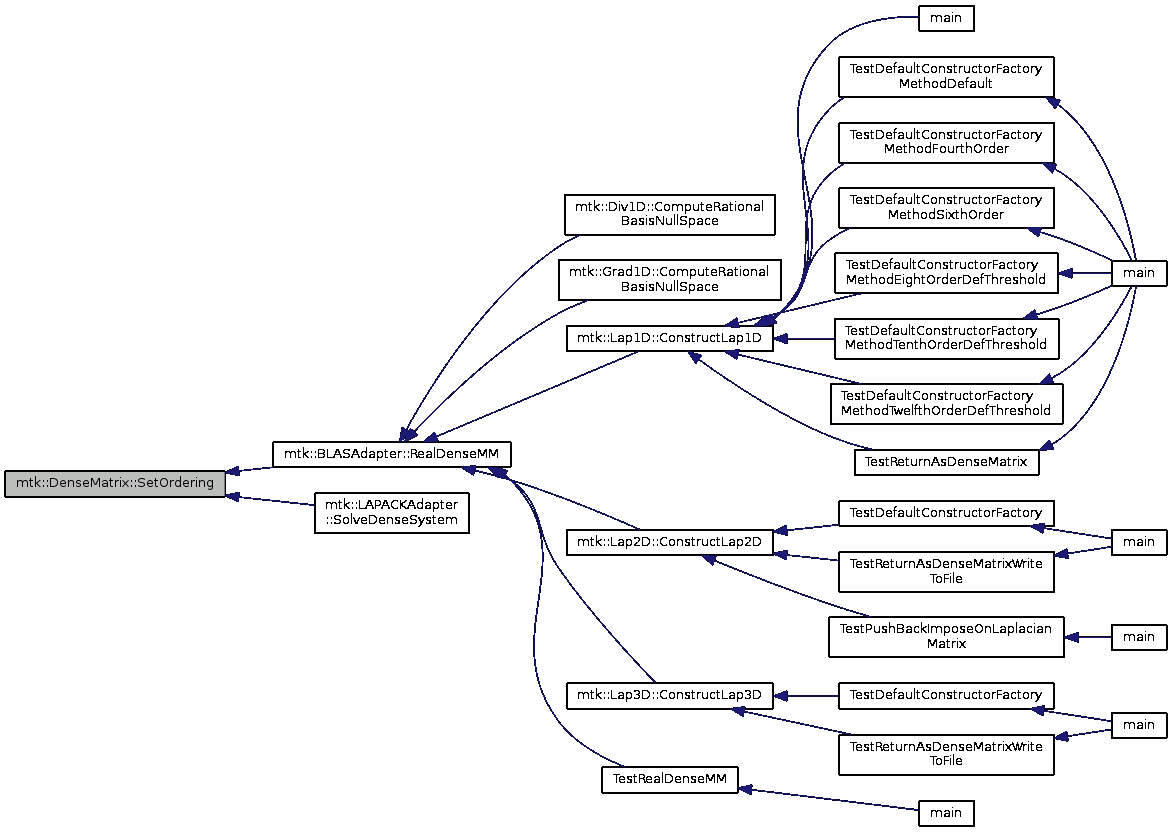 main
TestDefaultConstructorFactory
MethodDefault
TestDefaultConstructorFactory
MethodFourthOrder
TestDefaultConstructorFactory
MethodSixthOrder
mtk::Div1D::ComputeRational
BasisNullSpace
TestDefaultConstructorFactory
MethodEightOrderDefThreshold
main
mtk::Grad1D::ComputeRational
BasisNullSpace
mtk::Lap1D::ConstructLap1D
TestDefaultConstructorFactory
MethodTenthOrderDefThreshold
TestDefaultConstructorFactory
MethodTwelfthOrderDefThreshold
mtk::BLASAdapter::RealDenseMM
TestReturnAsDenseMatrix
mtk::DenseMatrix::SetOrdering
mtk::LAPACKAdapter
::SolveDenseSystem
TestDefaultConstructorFactory
mtk::Lap2D::ConstructLap2D
main
TestReturnAsDenseMatrixWrite
ToFile
TestPushBackImposeOnLaplacian
Matrix
main
mtk::Lap3D::ConstructLap3D
TestDefaultConstructorFactory
main
TestReturnAsDenseMatrixWrite
ToFile
TestRealDenseMM
main